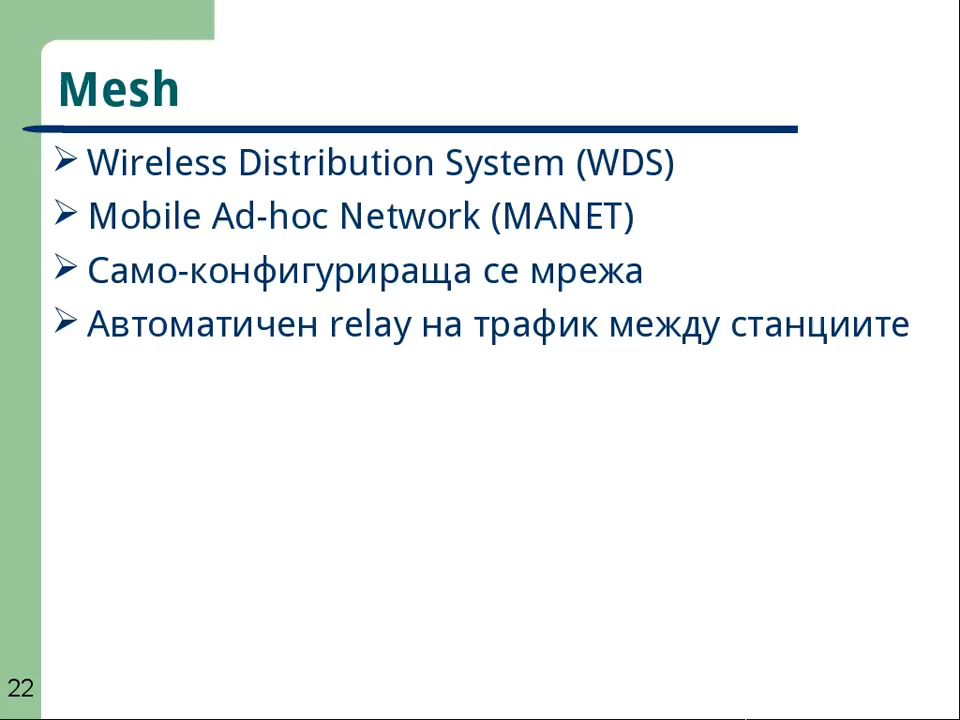 Mesh
Wireless Distribution System (WDS)
Mobile Ad-hoc Network (MANET)
Само-конфигурираща се мрежа
Автоматичен relay на трафик между станциите
22